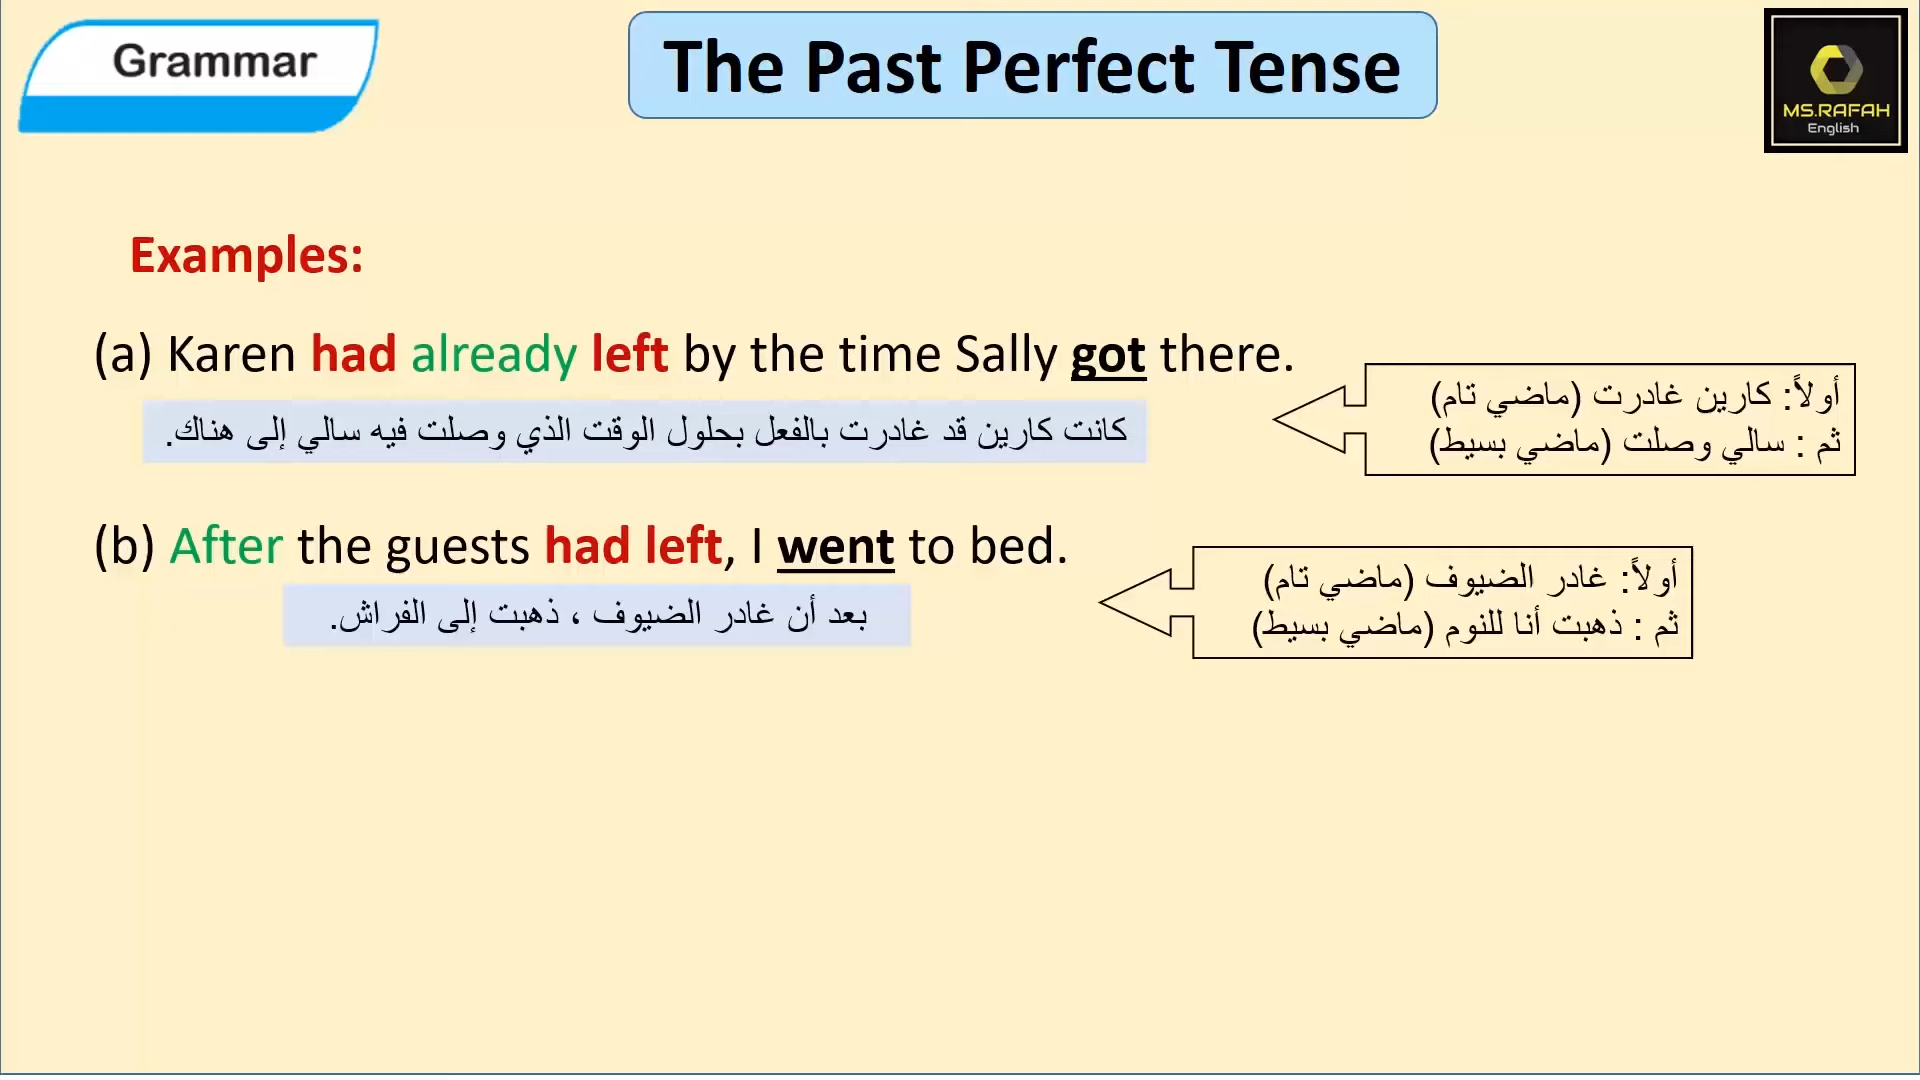 Grammar
The Past Perfect Tense
MS.RAFAH
English
Examples:
(a) Karen had already left by the time Sally got there.
كانت كارين قد غادرت بالفعل بحلول الوقت الذي وصلت فيه سالي إلى هناك.
أولاً: كارين غادرت (ماضي تام)
ثم : سالي وصلت (ماضي بسيط)
(b) After the guests had left, I went to bed.
بعد أن غادر الضيوف ، ذهبت إلى الفراش.
أولاً: غادر الضيوف (ماضي تام)
ثم : ذهبت أنا للنوم (ماضي بسيط)